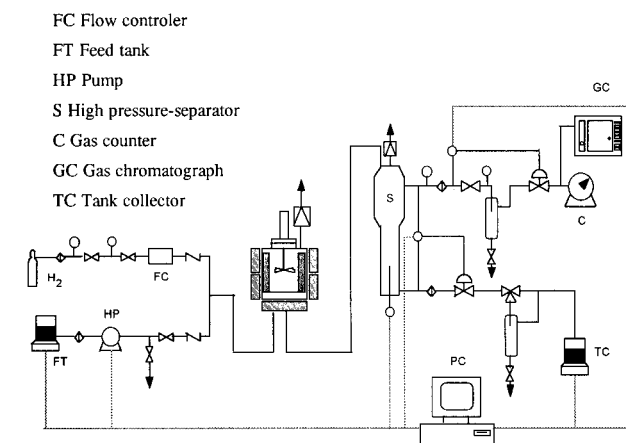 FC Flow controler
FT Feed tank
HP Pump
S High pressure-separator
C Gas counter
GC Gas chromatograph
TC Tank collector
GC
S
C
H2
FC
HP
FT
PC
TC